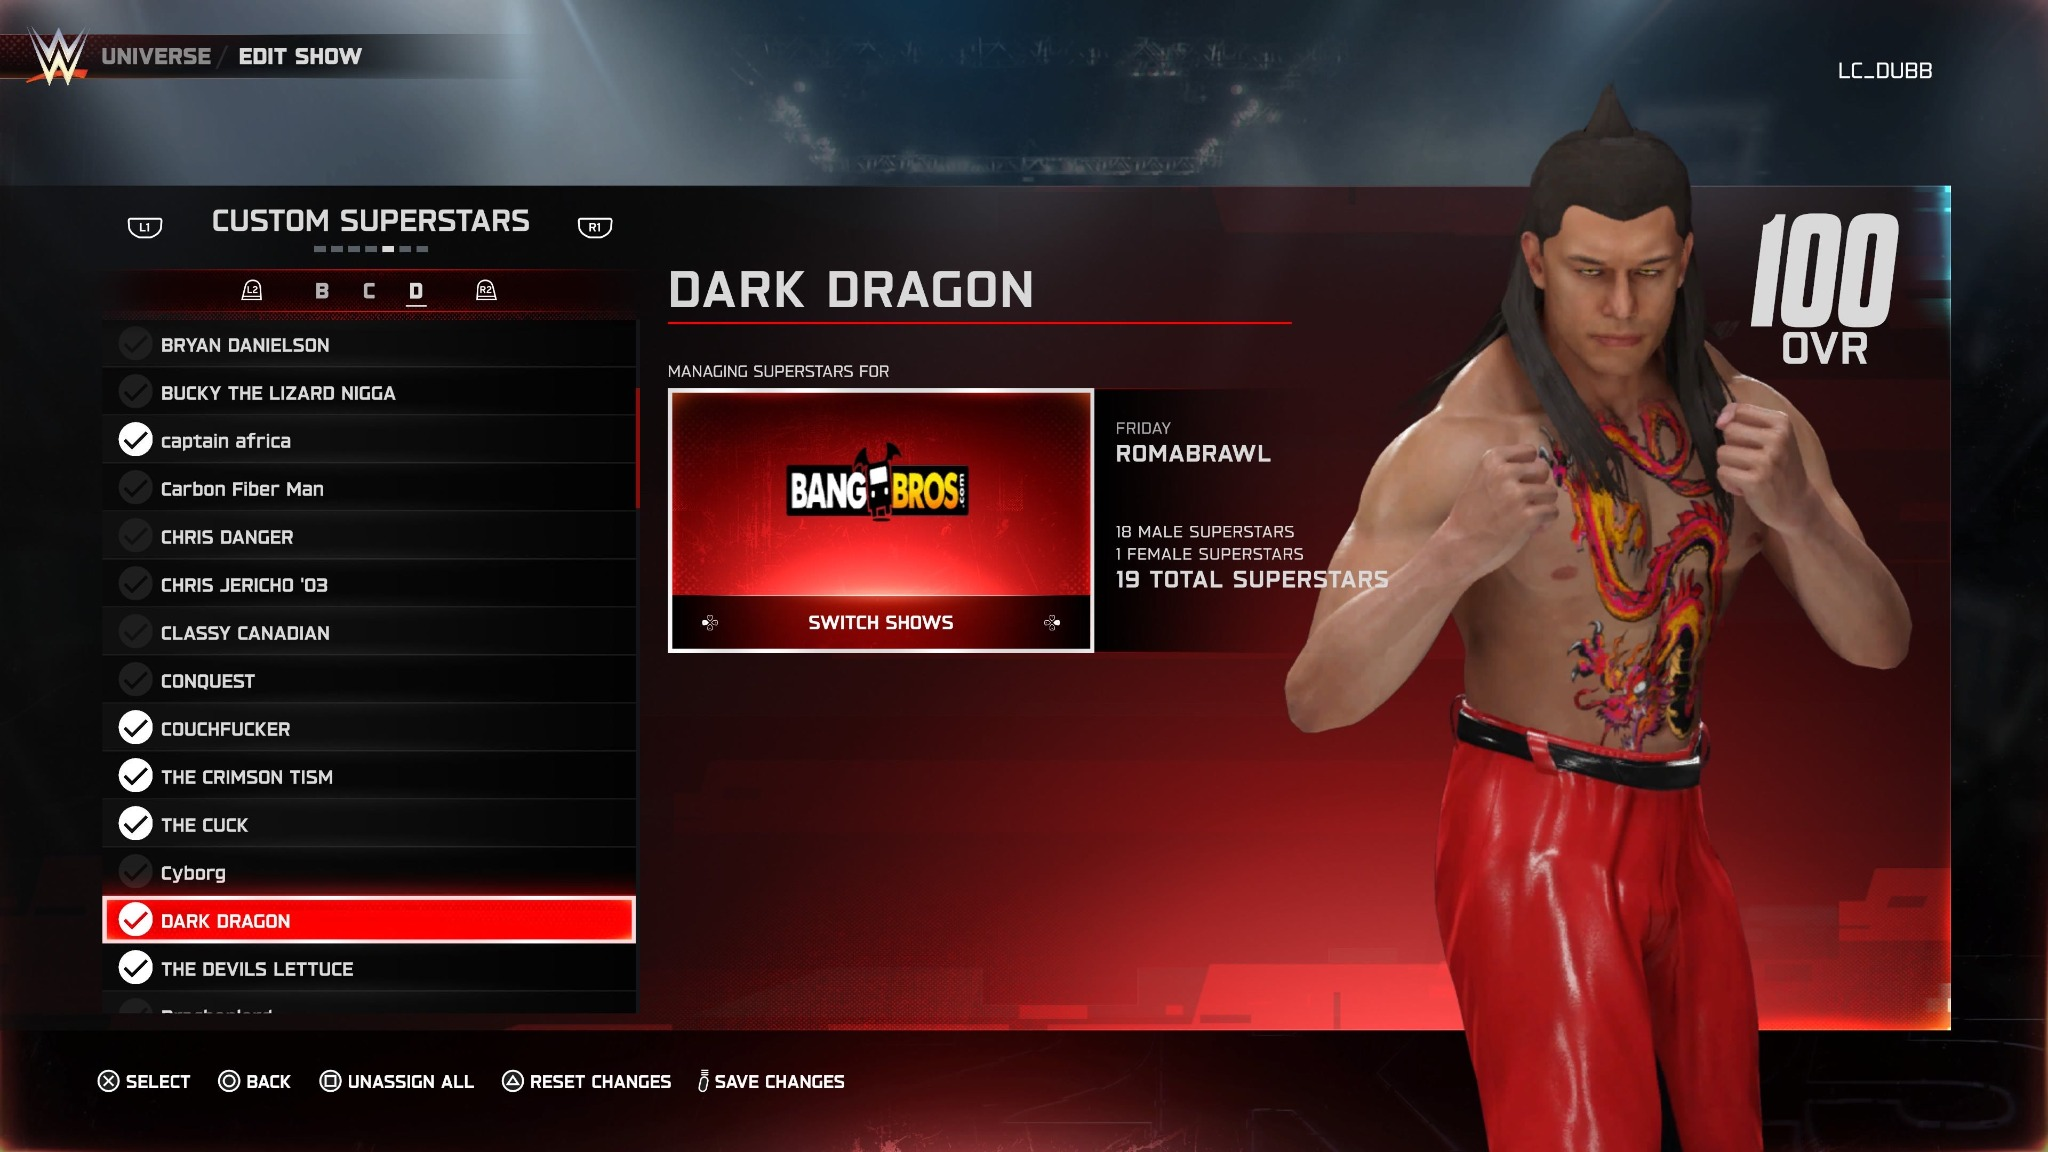 UNIVERSE / EDIT SHOW
LC_DUBB
L1 CUSTOM SUPERSTARS R1
L2 B C D R2
BRYAN DANIELSON
BUCKY THE LIZARD NIGGA
captain africa
Carbon Fiber Man
CHRIS DANGER
CHRIS JERICHO '03
CLASSY CANADIAN
CONQUEST
COUCHFUCKER
THE CRIMSON TISM
THE CUCK
Cyborg
DARK DRAGON
THE DEVILS LETTUCE
DARK DRAGON
100
OVR
MANAGING SUPERSTARS FOR
BANG BROS.com
SWITCH SHOWS
FRIDAY
ROMABRAWL
18 MALE SUPERSTARS
1 FEMALE SUPERSTARS
19 TOTAL SUPERSTARS
SELECT BACK UNASSIGN ALL RESET CHANGES SAVE CHANGES